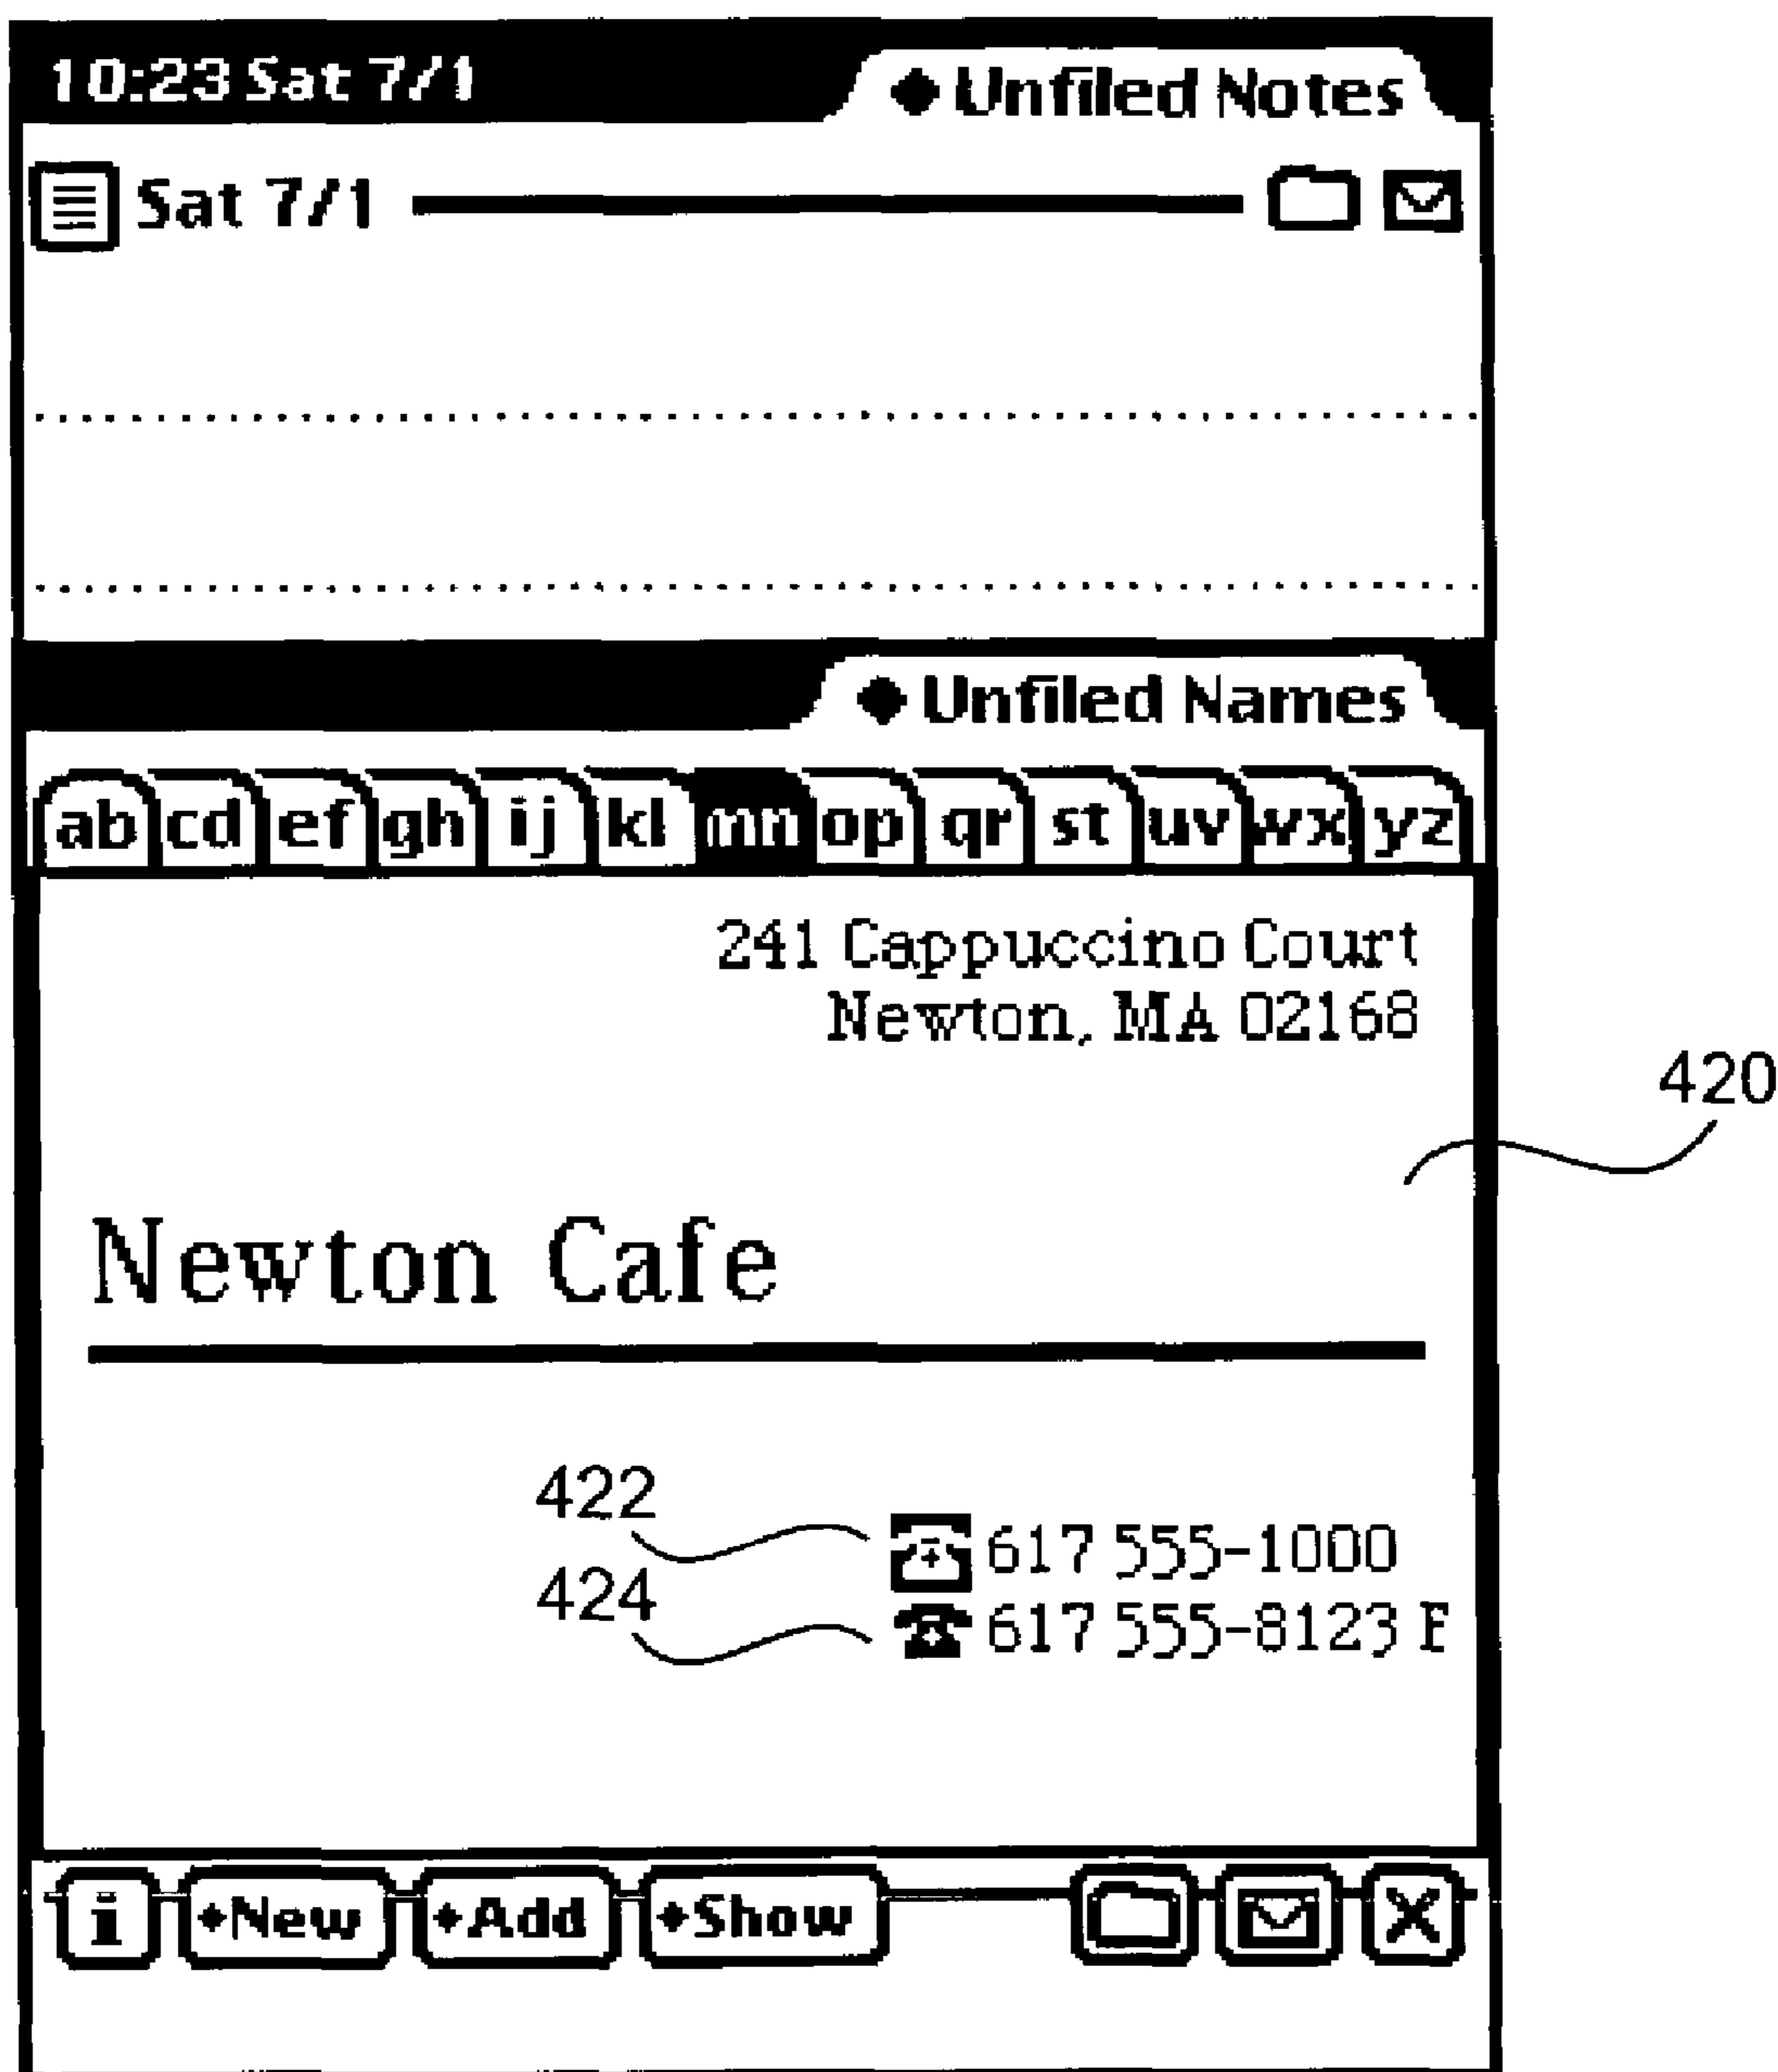 10:28 Sat 7/1 ◆Unfiled Notes
Sat 7/1
◆Unfiled Names
ab cd ef gh ij kl mn op qr st uv wx yz
241 Cappuccino Court
Newton, MA 02168
420
Newton Cafe
422
617 555-1000
424
617 555-8123 F
i ◆New ◆Add ◆Show X